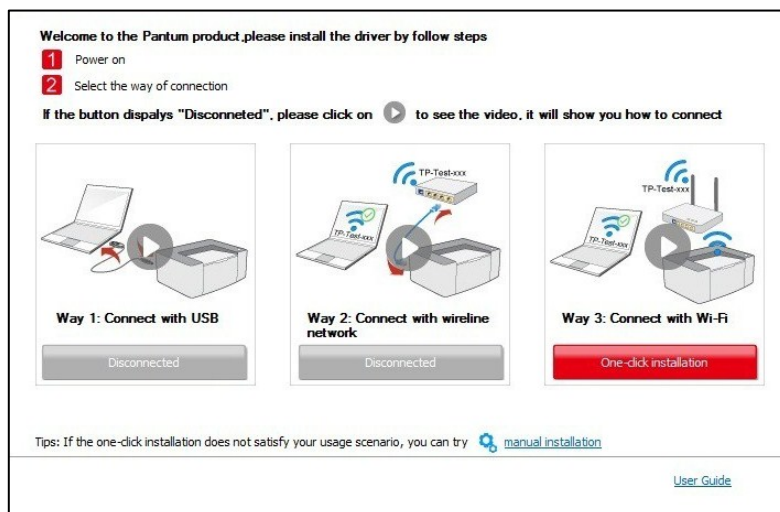 Welcome to the Pantum product,please install the driver by follow steps
1 Power on
2 Select the way of connection
If the button dispalys "Disconneted", please click on to see the video, it will show you how to connect
TP-Test-xxx
TP-Test-xxx
TP-Test-xxx
TP-Test-xxx
Way 1: Connect with USB
Way 2: Connect with wireline
network
Way 3: Connect with Wi-Fi
Disconnected
Disconnected
One-click installation
Tips: If the one-click installation does not satisfy your usage scenario, you can try manual installation
User Guide